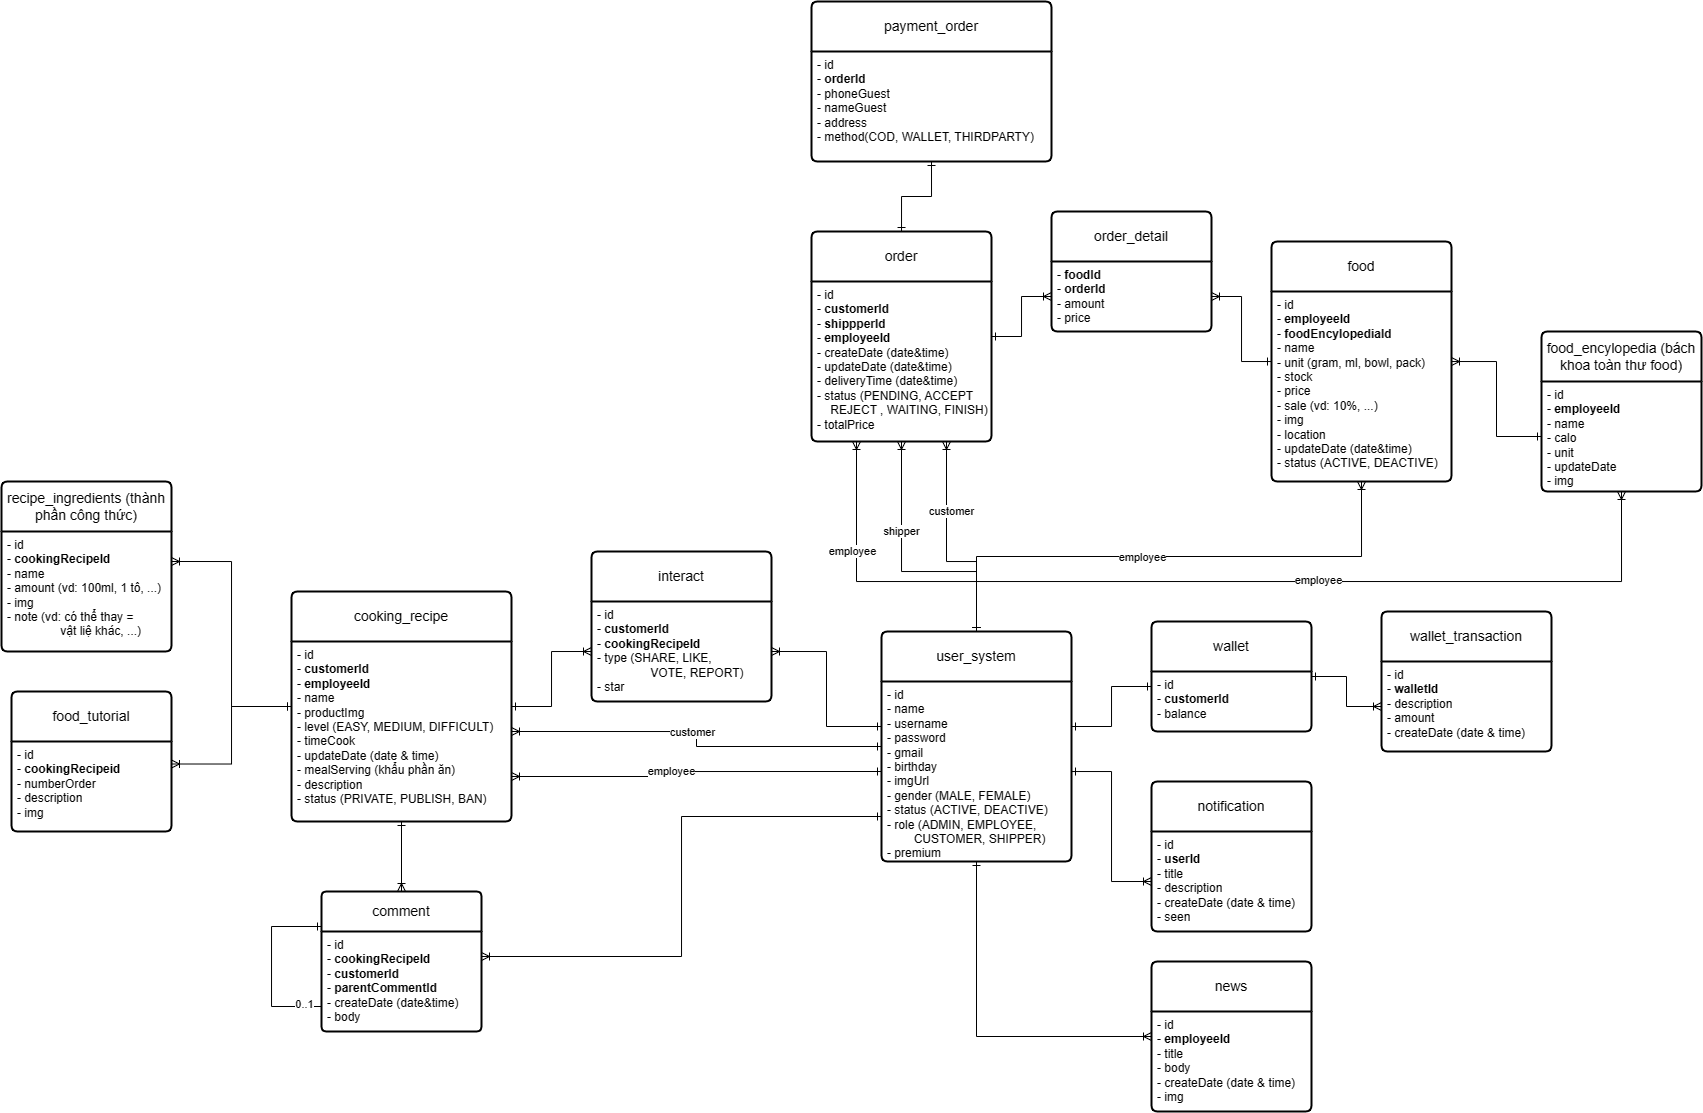 payment_order
- id
- orderId
- phoneGuest
- nameGuest
- address
- method(COD, WALLET, THIRDPARTY)
order
- id
- customerId
- shippperId
- employeeId
- createDate (date&time)
- updateDate (date&time)
- deliveryTime (date&time)
- status (PENDING, ACCEPT
REJECT , WAITING, FINISH)
- totalPrice
order_detail
- foodId
- orderId
- amount
- price
food
- id
- employeeId
- foodEncylopediaId
- name
- unit (gram, ml, bowl, pack)
- stock
- price
- sale (vd: 10%, ...)
- img
- location
- updateDate (date&time)
- status (ACTIVE, DEACTIVE)
food_encylopedia (bách
khoa toàn thư food)
- id
- employeeId
- name
- calo
- unit
- updateDate
- img
customer
shipper
employee
employee
employee
recipe_ingredients (thành
phần công thức)
- id
- cookingRecipeId
- name
- amount (vd: 100ml, 1 tô, ...)
- img
- note (vd: có thể thay =
vật liệ khác, ...)
food_tutorial
- id
- cookingRecipeid
- numberOrder
- description
- img
cooking_recipe
- id
- customerId
- employeeId
- name
- productImg
- level (EASY, MEDIUM, DIFFICULT)
- timeCook
- updateDate (date & time)
- mealServing (khẩu phần ăn)
- description
- status (PRIVATE, PUBLISH, BAN)
interact
- id
- customerId
- cookingRecipeId
- type (SHARE, LIKE,
VOTE, REPORT)
- star
customer
employee
user_system
- id
- name
- username
- password
- gmail
- birthday
- imgUrl
- gender (MALE, FEMALE)
- status (ACTIVE, DEACTIVE)
- role (ADMIN, EMPLOYEE,
CUSTOMER, SHIPPER)
- premium
wallet
- id
- customerId
- balance
wallet_transaction
- id
- walletId
- description
- amount
- createDate (date & time)
notification
- id
- userId
- title
- description
- createDate (date & time)
- seen
comment
- id
- cookingRecipeId
- customerId
- parentCommentId
- createDate (date&time)
- body
0..1
news
- id
- employeeId
- title
- body
- createDate (date & time)
- img